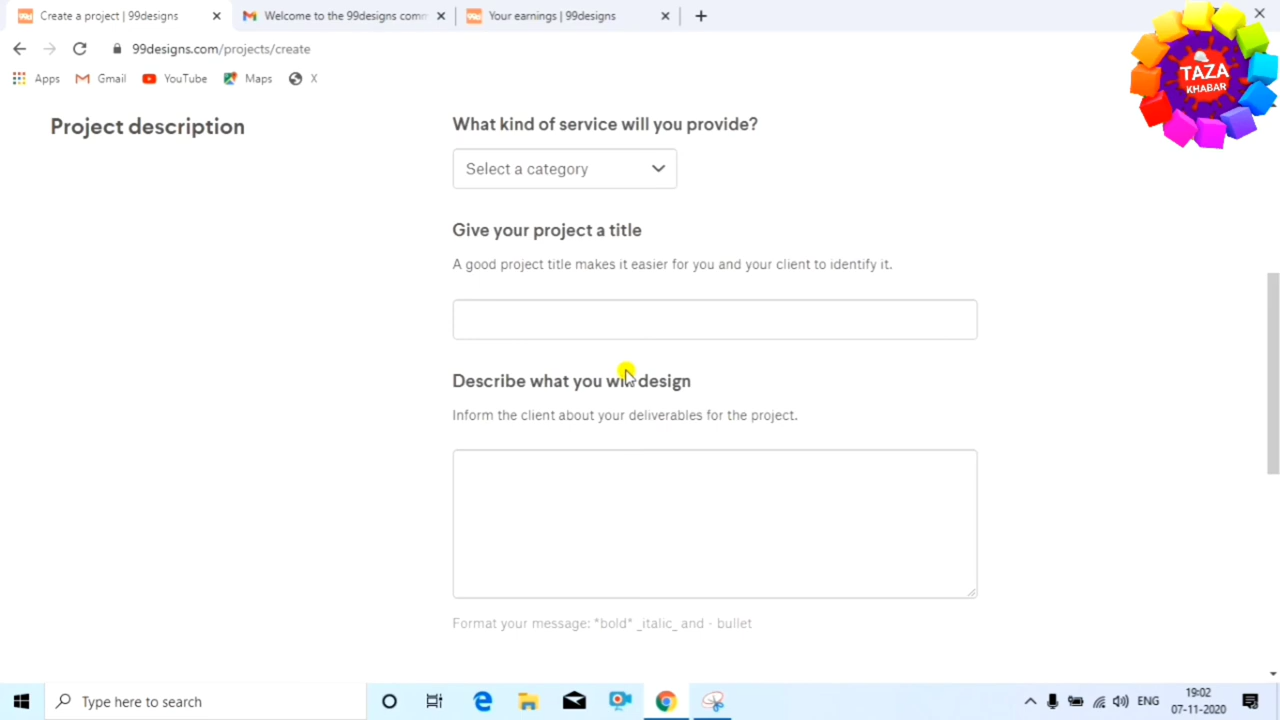 Create a project | 99designs
Welcome to the 99designs comm
Your earnings | 99designs
99designs.com/projects/create
Apps
Gmail
YouTube
Maps
X
TAZA
KHABAR
Project description
What kind of service will you provide?
Select a category
Give your project a title
A good project title makes it easier for you and your client to identify it.
Describe what you will design
Inform the client about your deliverables for the project.
Format your message: *bold* _italic_ and - bullet
Type here to search
ENG
19:02
07-11-2020